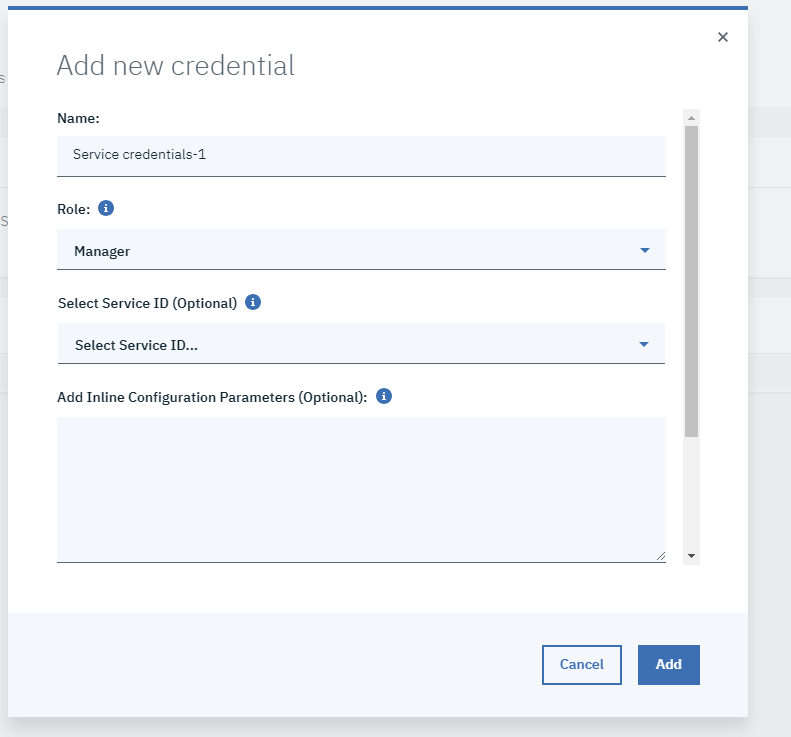 Add new credential
Name:
Service credentials-1
Role:
Manager
Select Service ID (Optional)
Select Service ID...
Add Inline Configuration Parameters (Optional):
Cancel
Add